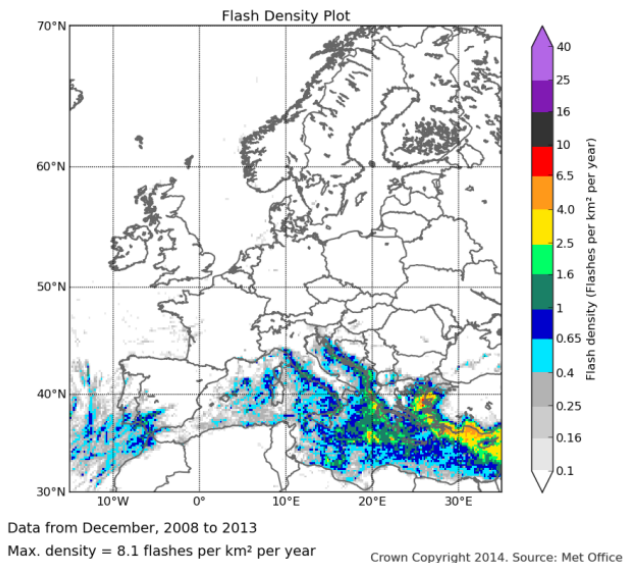 Flash Density Plot
70°N
60°N
50°N
40°N
30°N
10°W
0°
10°E
20°E
30°E
40
25
16
10
6.5
4.0
2.5
1.6
1
0.65
0.4
0.25
0.16
0.1
Flash density (Flashes per km² per year)
Data from December, 2008 to 2013
Max. density = 8.1 flashes per km² per year
Crown Copyright 2014. Source: Met Office